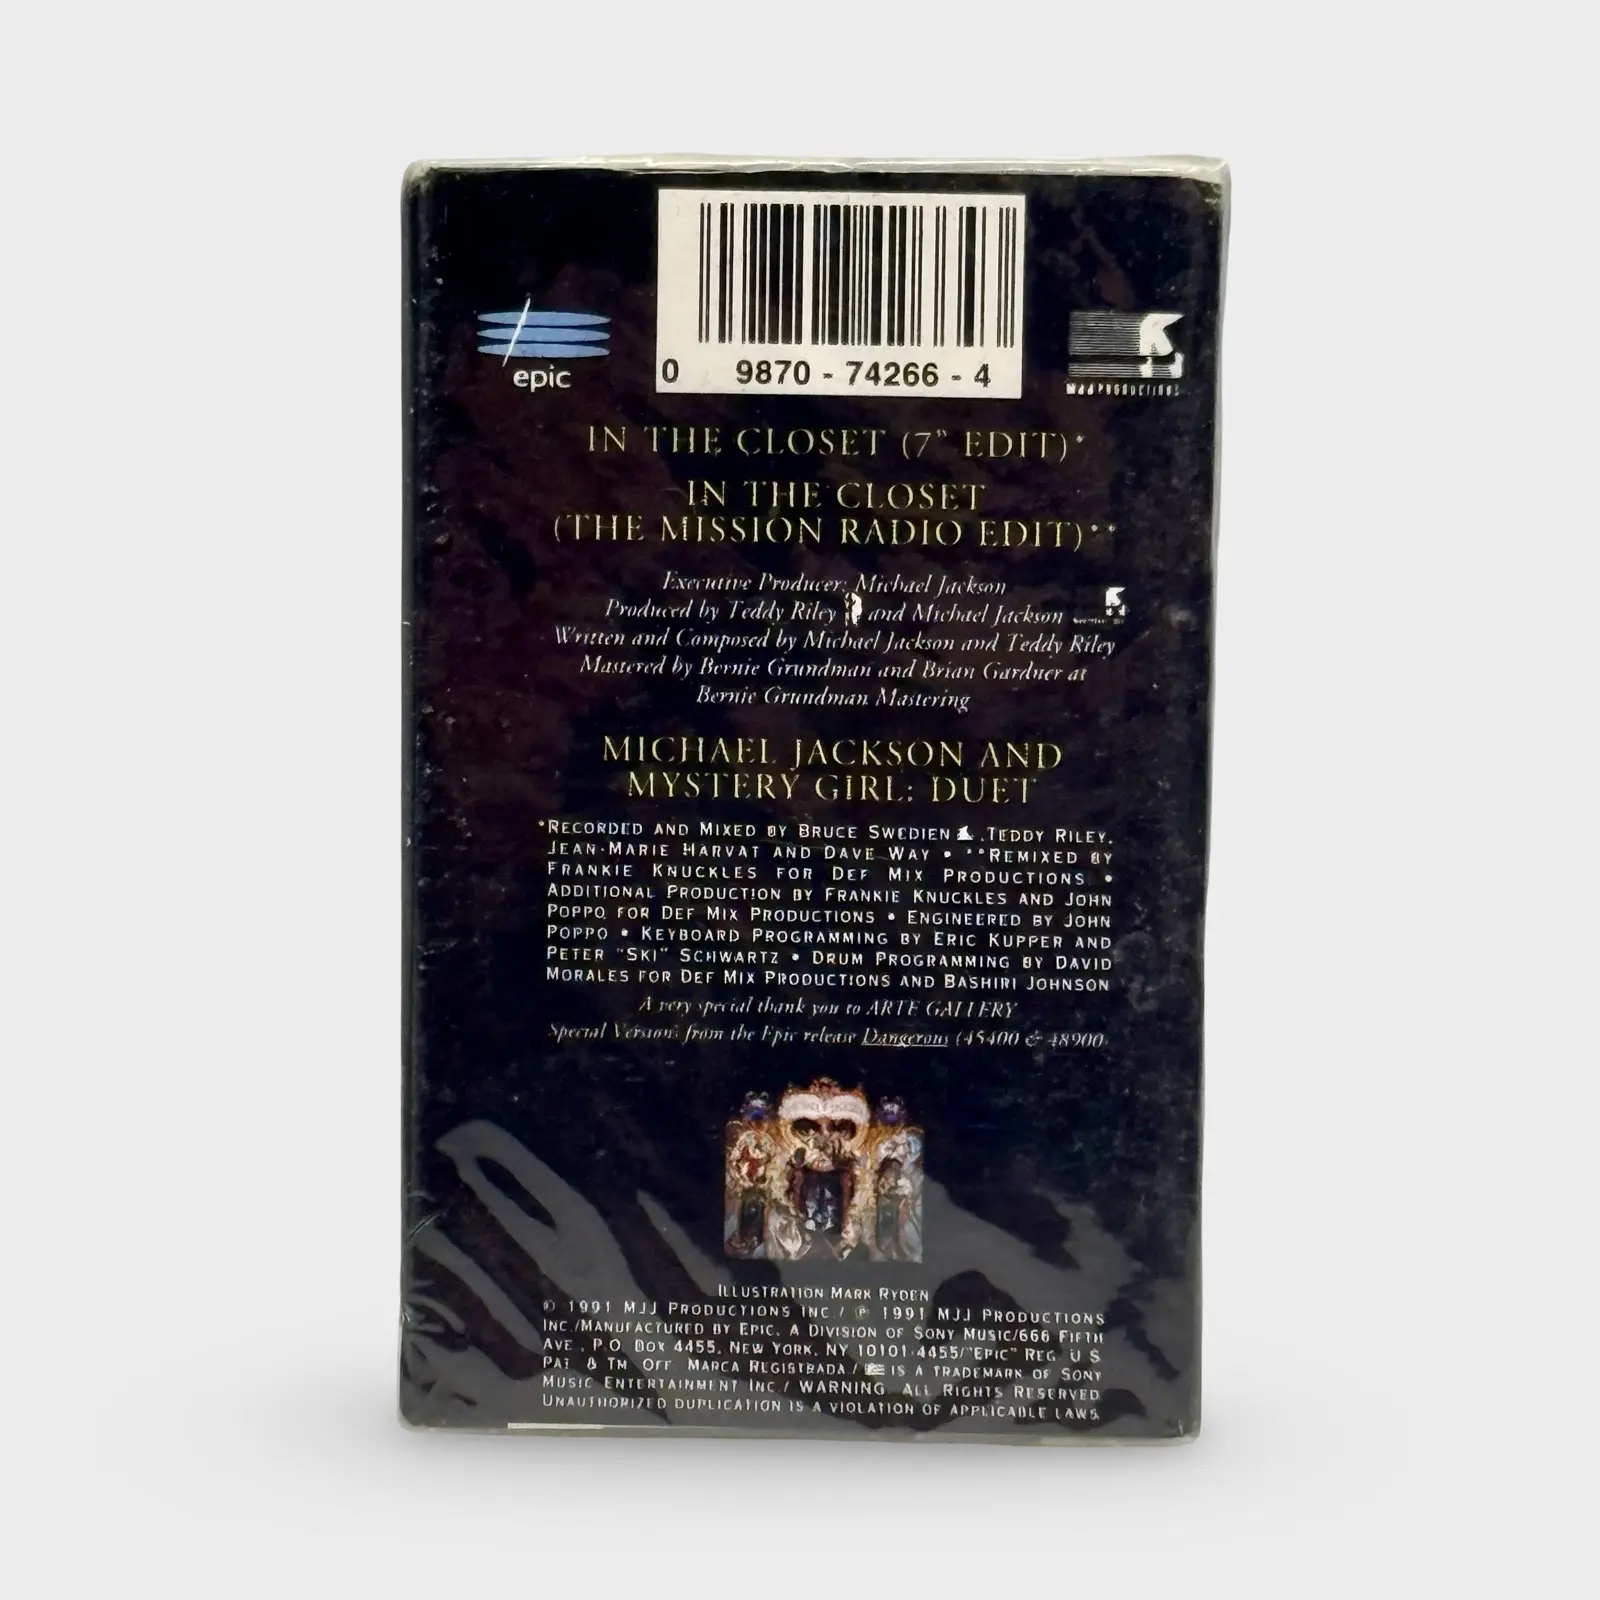 0 9870 - 74266 - 4
epic
MJJ PRODUCTIONS
IN THE CLOSET (7" EDIT)*
IN THE CLOSET
(THE MISSION RADIO EDIT)**
Executive Producer: Michael Jackson
Produced by Teddy Riley and Michael Jackson
Written and Composed by Michael Jackson and Teddy Riley
Mastered by Bernie Grundman and Brian Gardner at
Bernie Grundman Mastering
MICHAEL JACKSON AND
MYSTERY GIRL: DUET
*RECORDED AND MIXED BY BRUCE SWEDIEN, TEDDY RILEY,
JEAN-MARIE HARVAT AND DAVE WAY • **REMIXED BY
FRANKIE KNUCKLES FOR DEF MIX PRODUCTIONS •
ADDITIONAL PRODUCTION BY FRANKIE KNUCKLES AND JOHN
POPPO FOR DEF MIX PRODUCTIONS • ENGINEERED BY JOHN
POPPO • KEYBOARD PROGRAMMING BY ERIC KUPPER AND
PETER "SKI" SCHWARTZ • DRUM PROGRAMMING BY DAVID
MORALES FOR DEF MIX PRODUCTIONS AND BASHIRI JOHNSON
A very special thank you to ARTE GALLERY
Special Versions from the Epic release Dangerous (45400 & 48900)
ILLUSTRATION MARK RYDEN
© 1991 MJJ PRODUCTIONS INC./ ℗ 1991 MJJ PRODUCTIONS
INC./MANUFACTURED BY EPIC, A DIVISION OF SONY MUSIC/666 FIFTH
AVE., P.O. BOX 4455, NEW YORK, NY 10101-4455/"EPIC" REG. U.S.
PAT. & TM. OFF. MARCA REGISTRADA./ IS A TRADEMARK OF SONY
MUSIC ENTERTAINMENT INC./ WARNING: ALL RIGHTS RESERVED.
UNAUTHORIZED DUPLICATION IS A VIOLATION OF APPLICABLE LAWS.